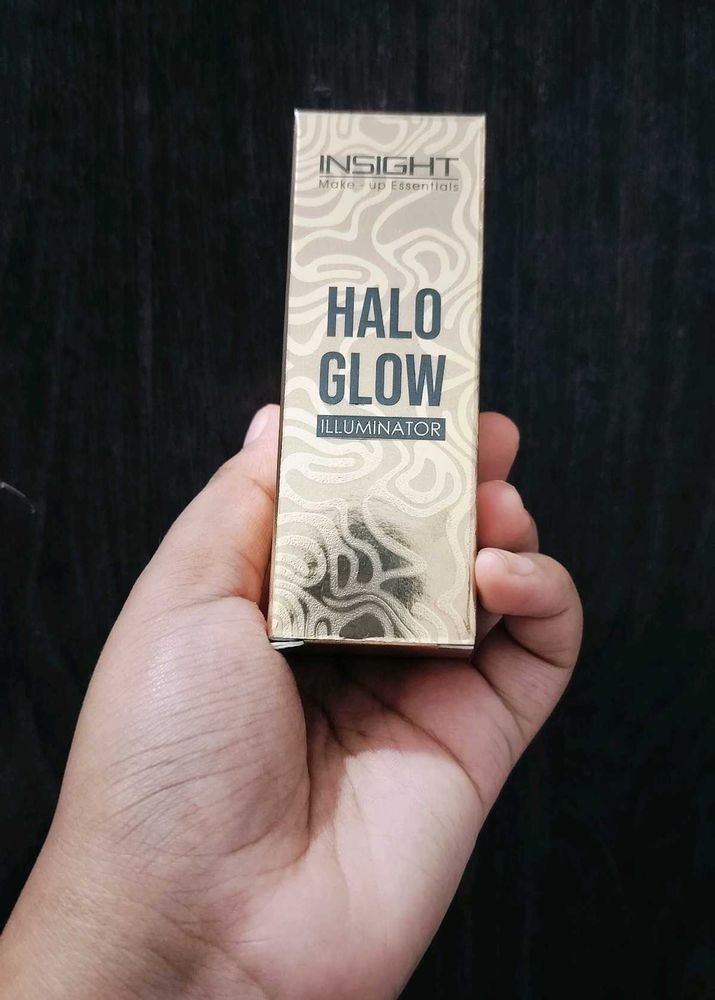 INSIGHT
Make - up Essentials
HALO
GLOW
ILLUMINATOR